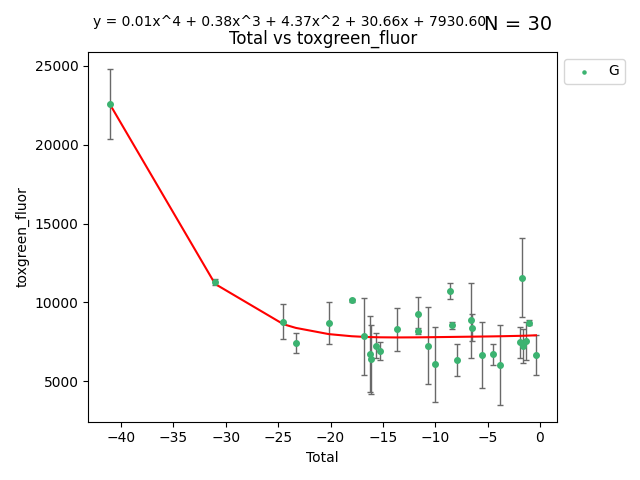 y = 0.01x^4 + 0.38x^3 + 4.37x^2 + 30.66x + 7930.60 N = 30
Total vs toxgreen_fluor
G
25000
20000
15000
10000
5000
toxgreen_fluor
−40 −35 −30 −25 −20 −15 −10 −5 0
Total